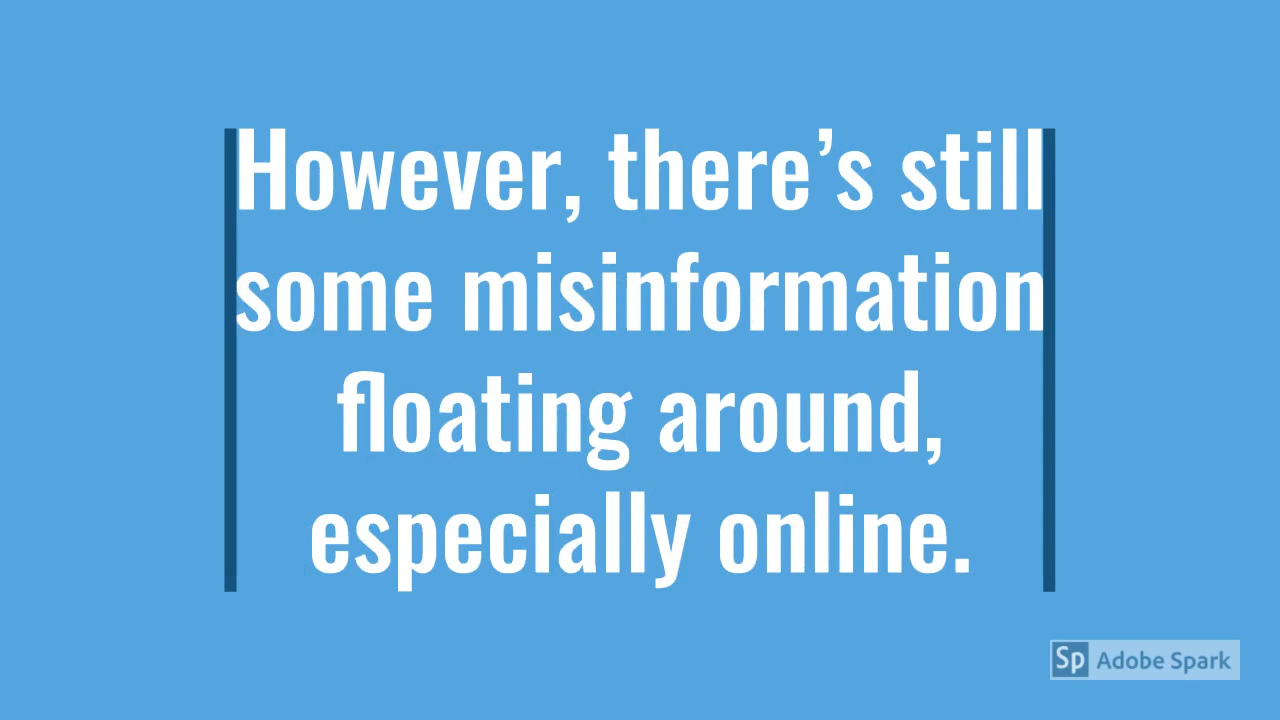 However, there’s still
some misinformation
floating around,
especially online.
Sp Adobe Spark